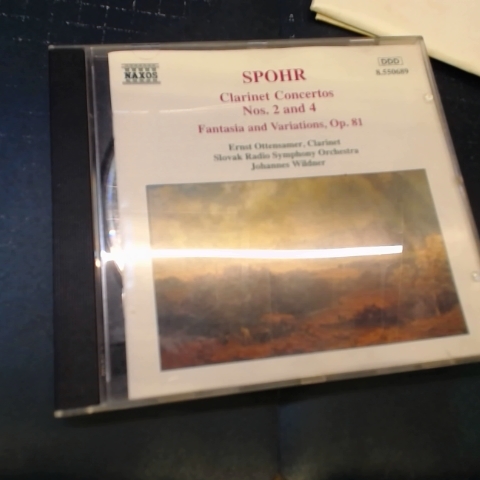 NAXOS
DDD
8.550689
SPOHR
Clarinet Concertos
Nos. 2 and 4
Fantasia and Variations, Op. 81
Ernst Ottensamer, Clarinet
Slovak Radio Symphony Orchestra
Johannes Wildner